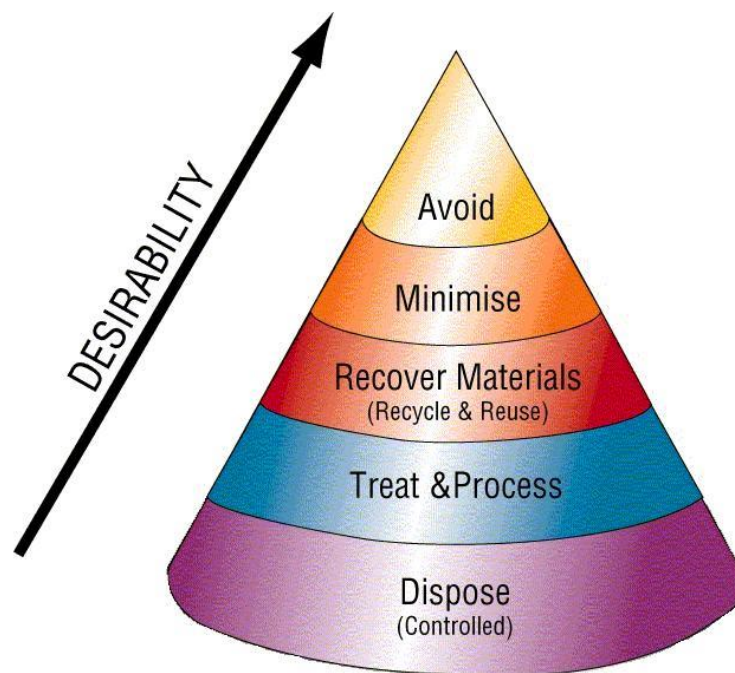 DESIRABILITY
Avoid
Minimise
Recover Materials
(Recycle & Reuse)
Treat &Process
Dispose
(Controlled)